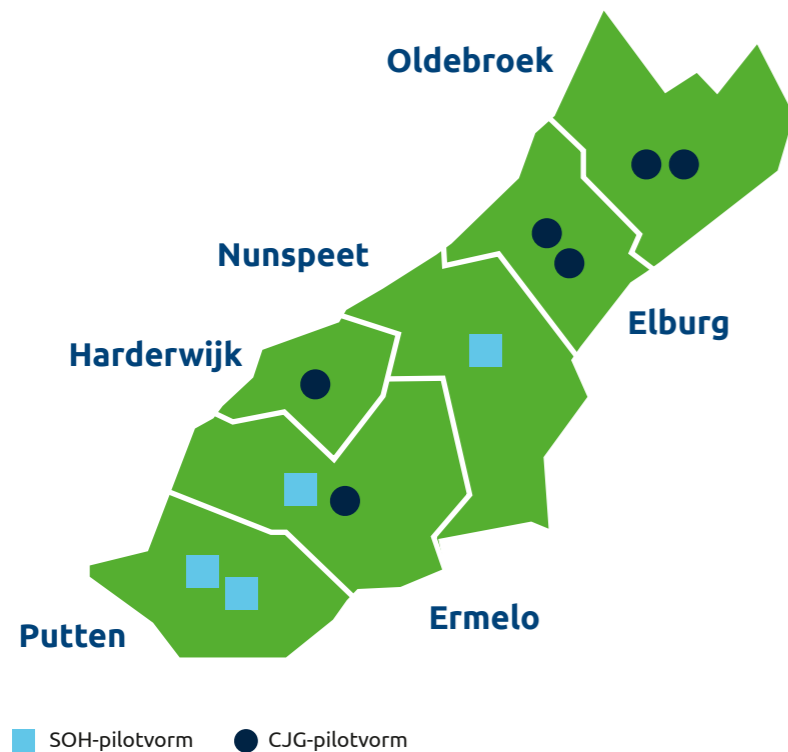 Oldebroek
Nunspeet
Elburg
Harderwijk
Ermelo
Putten
SOH-pilotvorm
CJG-pilotvorm